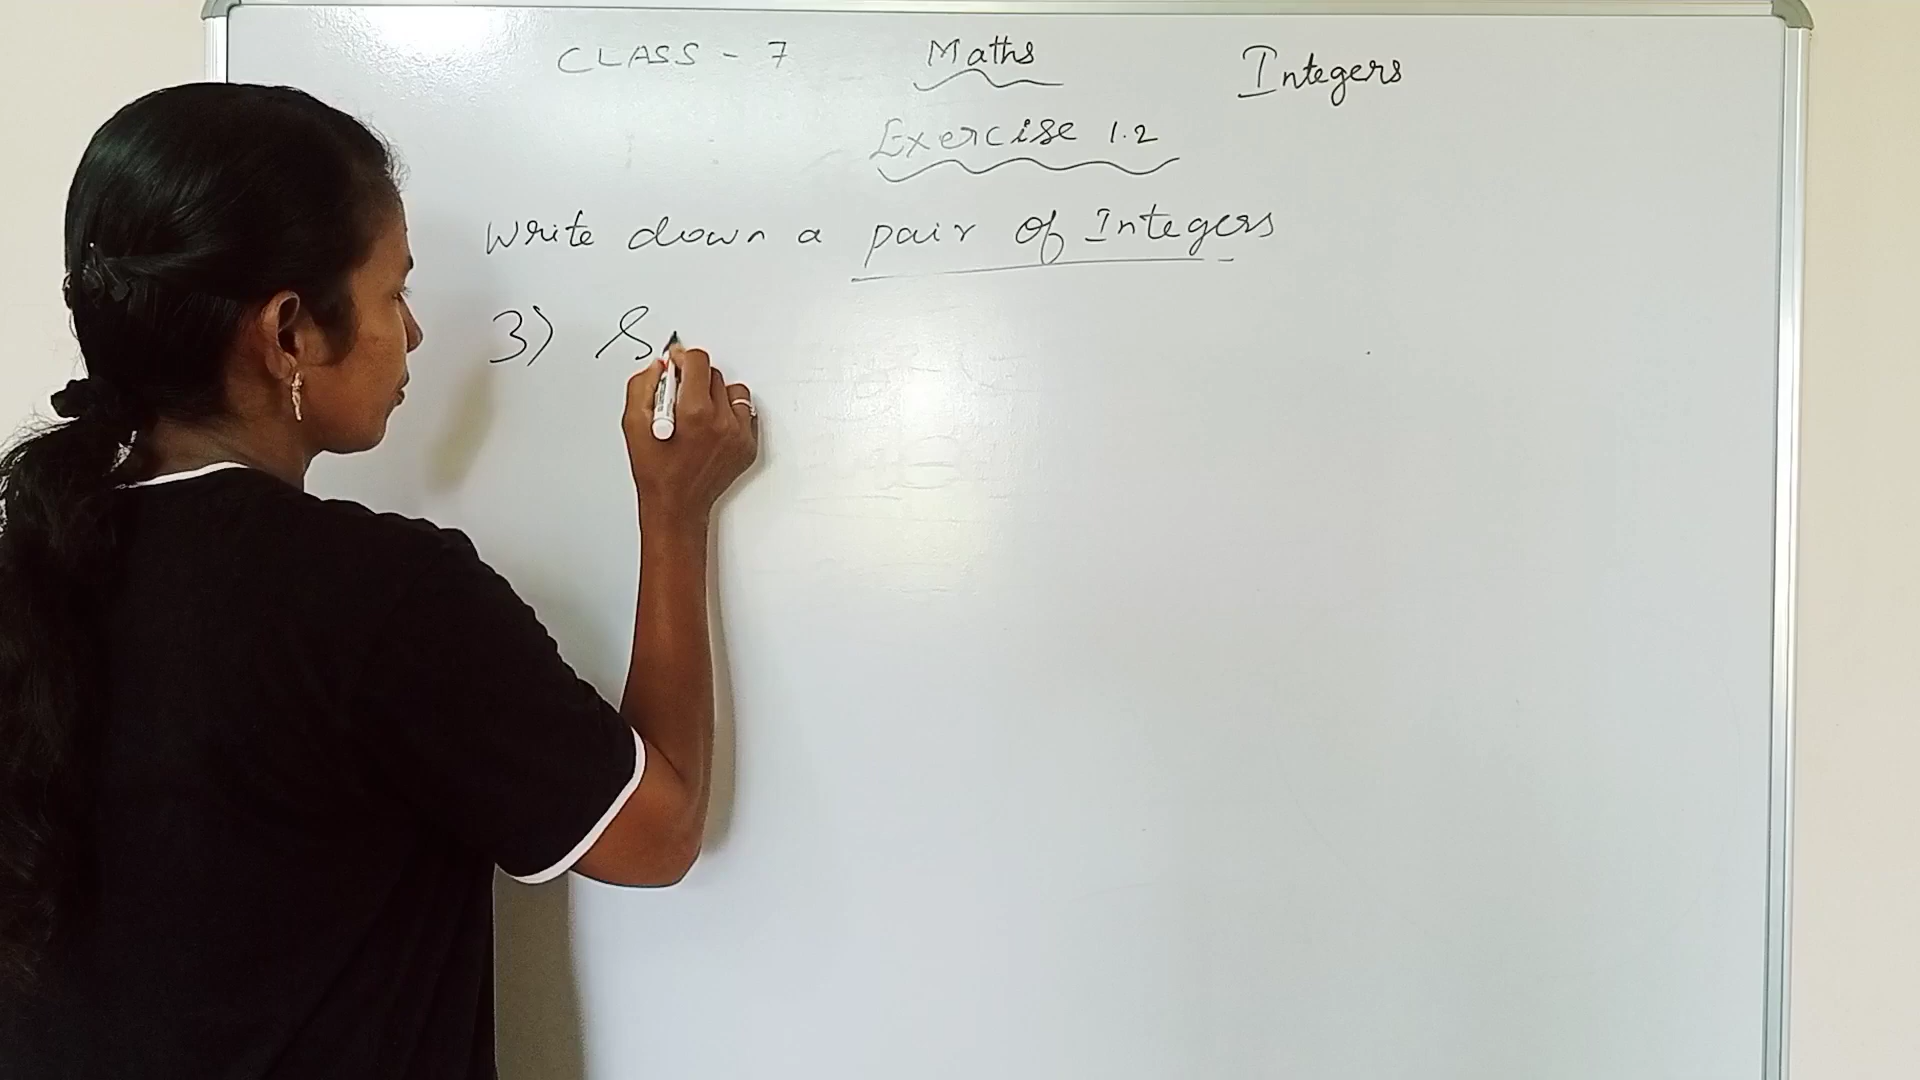 CLASS - 7 Maths Integers
Exercise 1.2
Write down a pair of Integers
3) S